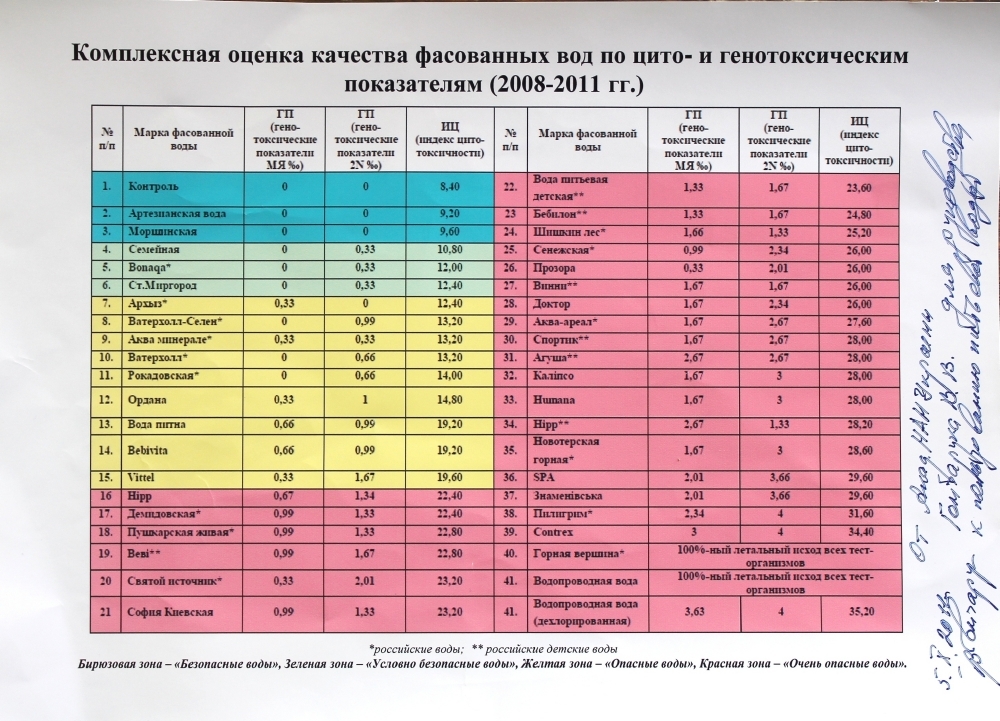 Комплексная оценка качества фасованных вод по цито- и генотоксическим
показателям (2008-2011 гг.)
№ п/п Марка фасованной воды ГП (гено-токсические показатели МЯ ‰) ГП (гено-токсические показатели 2N ‰) ИЦ (индекс цито-токсичности) № п/п Марка фасованной воды ГП (гено-токсические показатели МЯ ‰) ГП (гено-токсические показатели 2N ‰) ИЦ (индекс цито-токсичности)
1. Контроль 0 0 8,40 22. Вода питьевая детская** 1,33 1,67 23,60
2. Артезианская вода 0 0 9,20 23 Бебилон** 1,33 1,67 24,80
3. Моршинская 0 0 9,60 24. Шишкин лес* 1,66 1,33 25,20
4. Семейная 0 0,33 10,80 25. Сенежская* 0,99 2,34 26,00
5. Bonaqa* 0 0,33 12,00 26. Прозора 0,33 2,01 26,00
6. Ст.Миргород 0 0,33 12,40 27. Винни** 1,67 1,67 26,00
7. Архыз* 0,33 0 12,40 28. Доктор 1,67 2,34 26,00
8. Ватерхолл-Селен* 0 0,99 13,20 29. Аква-ареал* 1,67 2,67 27,60
9. Аква минерале* 0,33 0,33 13,20 30. Спортик** 1,67 2,67 28,00
10. Ватерхолл* 0 0,66 13,20 31. Агуша** 2,67 2,67 28,00
11. Рокадовская* 0 0,66 14,00 32. Каліпсо 1,67 3 28,00
12. Ордана 0,33 1 14,80 33. Humana 1,67 3 28,00
13. Вода питна 0,66 0,99 19,20 34. Hipp** 2,67 1,33 28,20
14. Bebivita 0,66 0,99 19,20 35. Новотерская горная* 1,67 3 28,60
15. Vittel 0,33 1,67 19,60 36. SPA 2,01 3,66 29,60
16 Hipp 0,67 1,34 22,40 37. Знаменівська 2,01 3,66 29,60
17. Демидовская* 0,99 1,33 22,40 38. Пилигрим* 2,34 4 31,60
18. Пушкарская живая* 0,99 1,33 22,80 39. Contrex 3 4 34,40
19. Веві** 0,99 1,67 22,80 40. Горная вершина* 100%-ный летальный исход всех тест-организмов
20 Святой источник* 0,33 2,01 23,20 41. Водопроводная вода 100%-ный летальный исход всех тест-организмов
21 София Киевская 0,99 1,33 23,20 41. Водопроводная вода (дехлорированная) 3,63 4 35,20
*российские воды; ** российские детские воды
Бирюзовая зона – «Безопасные воды», Зеленая зона – «Условно безопасные воды», Желтая зона – «Опасные воды», Красная зона – «Очень опасные воды».
От Акад. НАН Украины
Гончарука В.В. для руководства
к